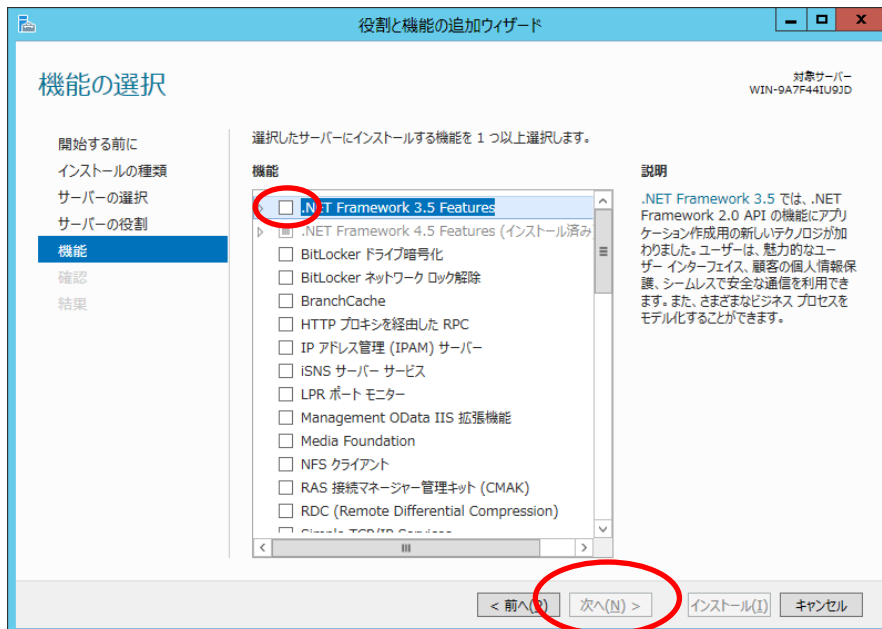 役割と機能の追加ウィザード
機能の選択
対象サーバー
WIN-9A7F44IU9JD
開始する前に
インストールの種類
サーバーの選択
サーバーの役割
機能
確認
結果
選択したサーバーにインストールする機能を 1 つ以上選択します。
機能
.NET Framework 3.5 Features
.NET Framework 4.5 Features (インストール済み
BitLocker ドライブ暗号化
BitLocker ネットワーク ロック解除
BranchCache
HTTP プロキシを経由した RPC
IP アドレス管理 (IPAM) サーバー
iSNS サーバー サービス
LPR ポート モニター
Management OData IIS 拡張機能
Media Foundation
NFS クライアント
RAS 接続マネージャー管理キット (CMAK)
RDC (Remote Differential Compression)
Simple TCP/IP Services
説明
.NET Framework 3.5 では、.NET
Framework 2.0 API の機能にアプリ
ケーション作成用の新しいテクノロジが加
わりました。ユーザーは、魅力的なユー
ザー インターフェイス、顧客の個人情報保
護、シームレスで安全な通信を利用でき
ます。また、さまざまなビジネス プロセスを
モデル化することができます。
< 前へ(P)
次へ(N) >
インストール(I)
キャンセル